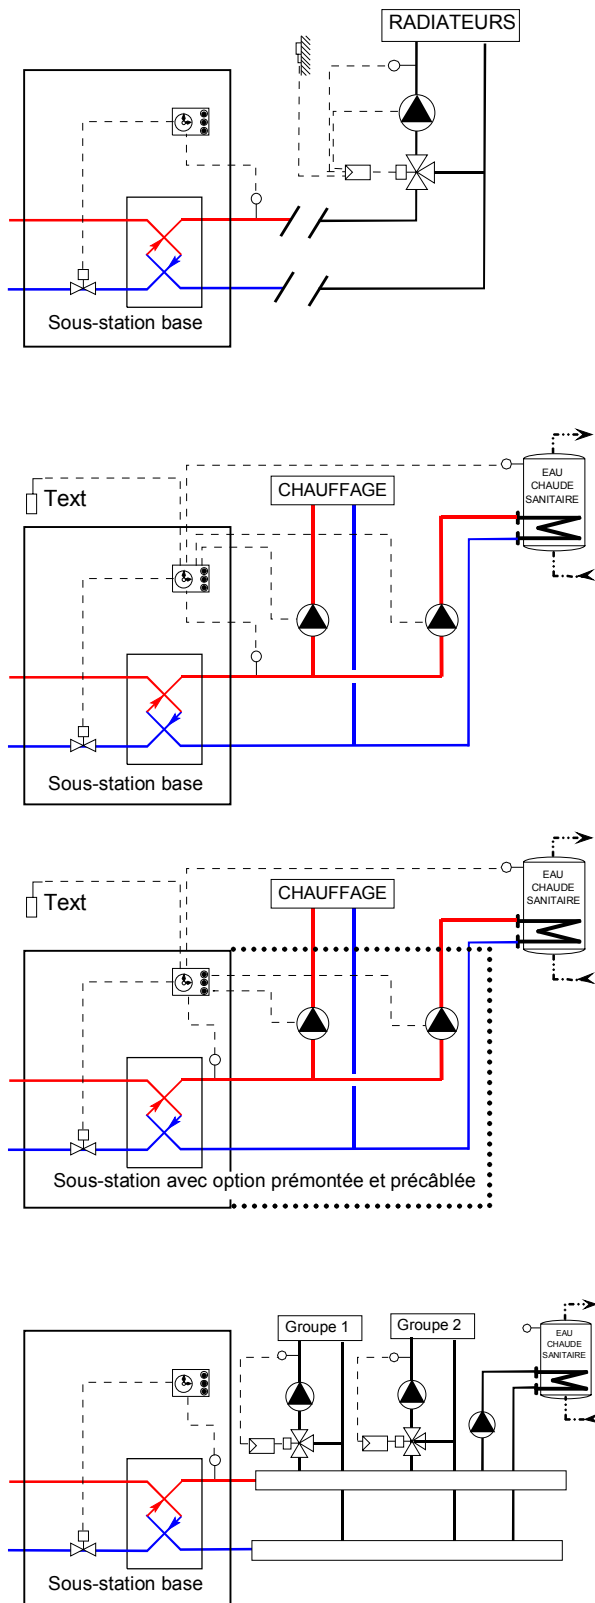 RADIATEURS
Sous-station base
EAU
CHAUDE
SANITAIRE
Text
CHAUFFAGE
Sous-station base
EAU
CHAUDE
SANITAIRE
Text
CHAUFFAGE
Sous-station avec option prémontée et précâblée
Groupe 1
Groupe 2
EAU
CHAUDE
SANITAIRE
Sous-station base